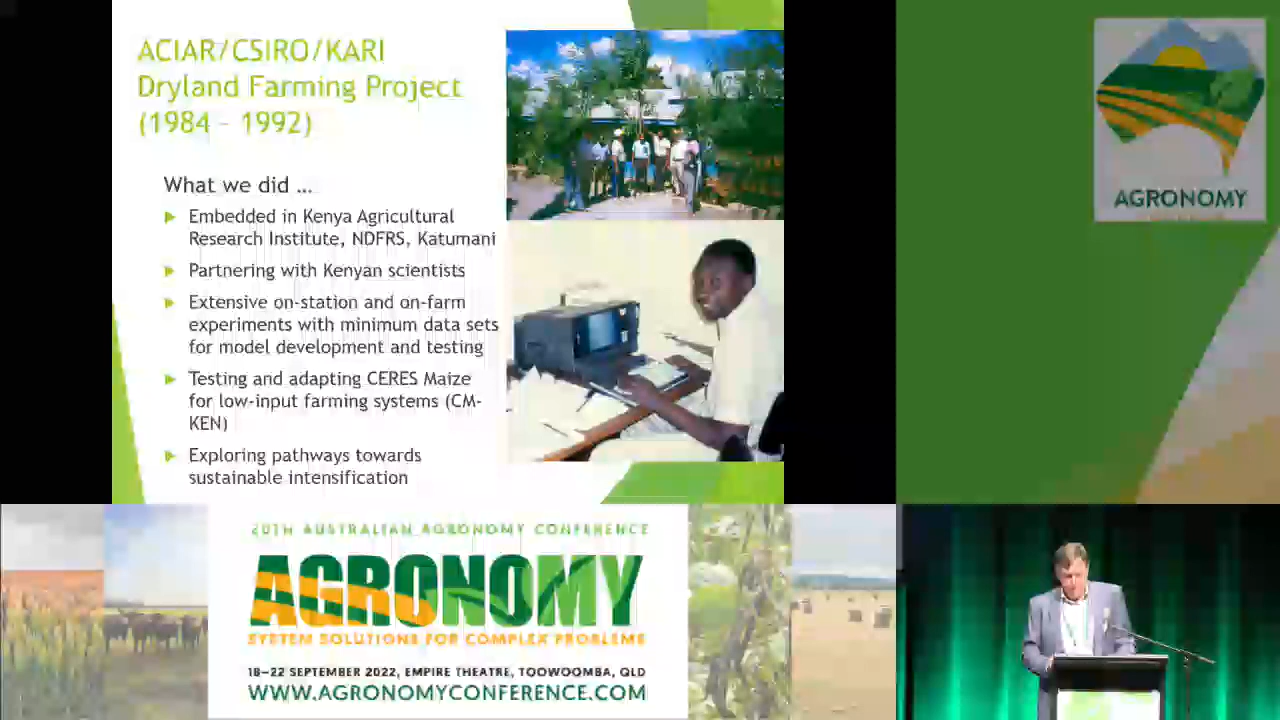 ACIAR/CSIRO/KARI
Dryland Farming Project
(1984 – 1992)
What we did …
Embedded in Kenya Agricultural
Research Institute, NDFRS, Katumani
Partnering with Kenyan scientists
Extensive on-station and on-farm
experiments with minimum data sets
for model development and testing
Testing and adapting CERES Maize
for low-input farming systems (CM-
KEN)
Exploring pathways towards
sustainable intensification
AGRONOMY
20TH AUSTRALIAN AGRONOMY CONFERENCE
AGRONOMY
SYSTEM SOLUTIONS FOR COMPLEX PROBLEMS
18–22 SEPTEMBER 2022, EMPIRE THEATRE, TOOWOOMBA, QLD
WWW.AGRONOMYCONFERENCE.COM